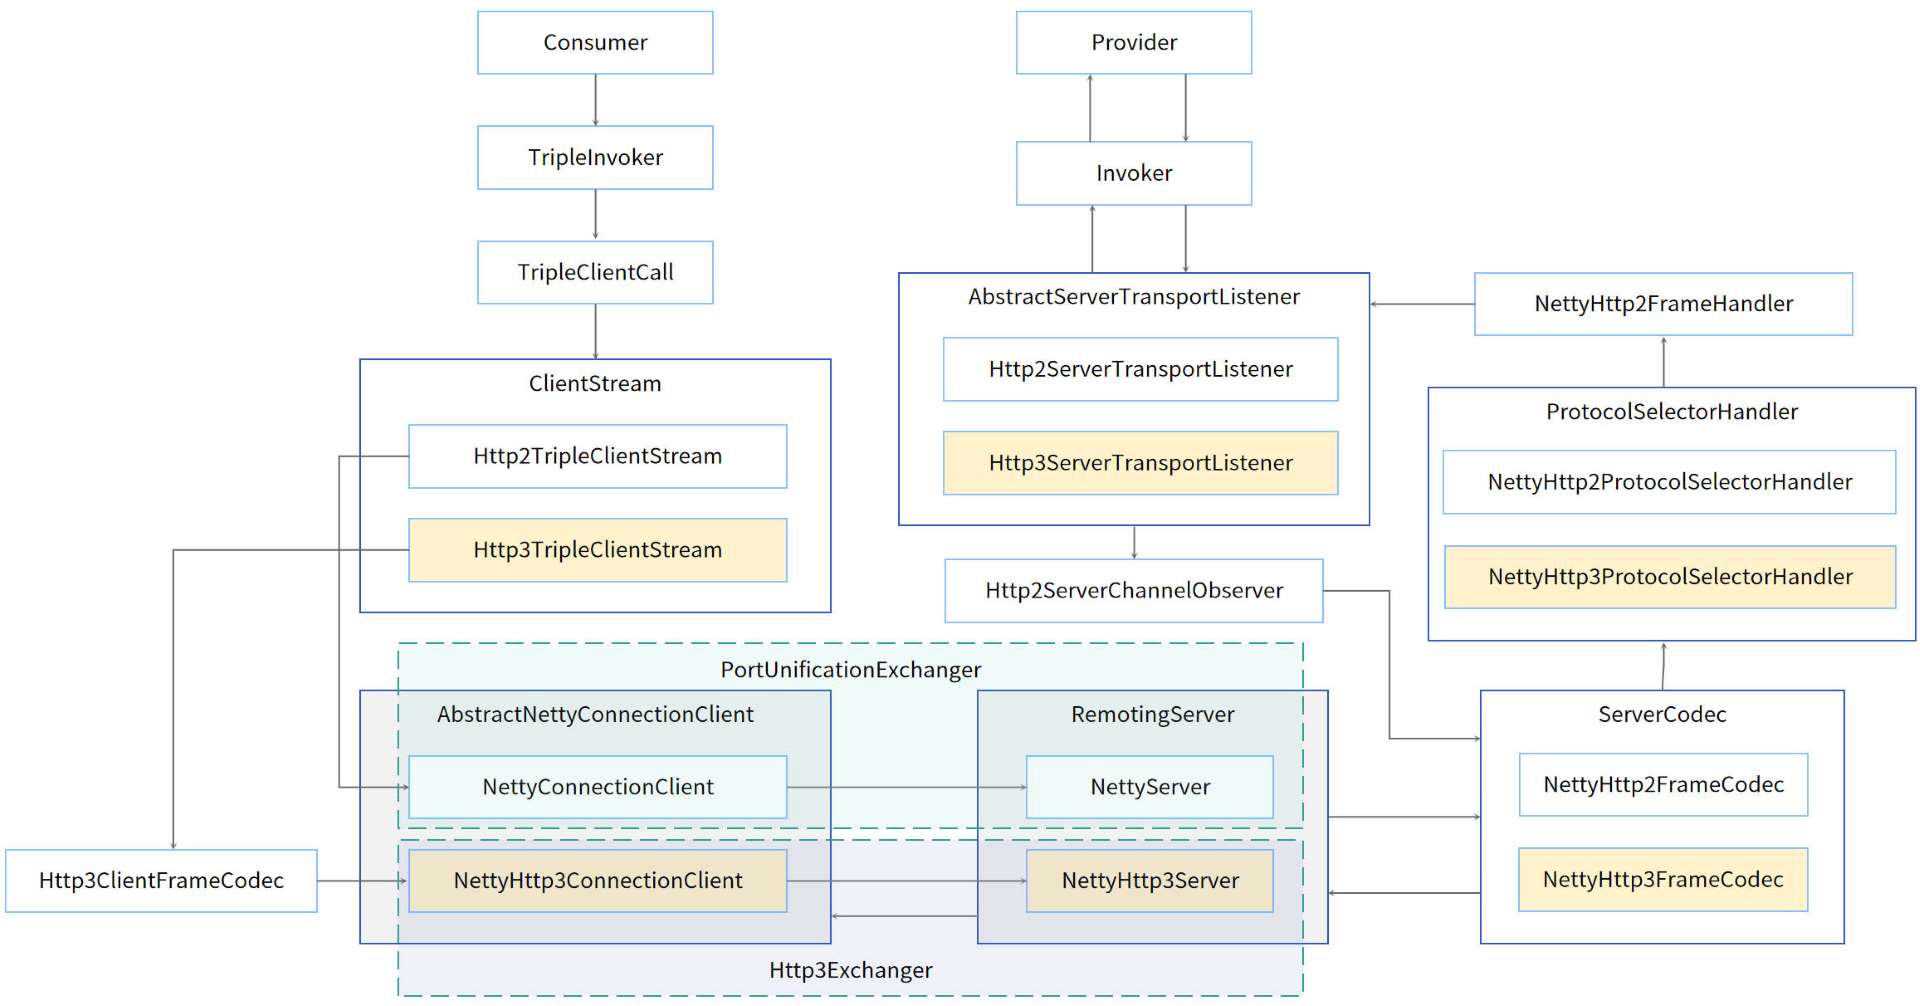 Consumer
TripleInvoker
TripleClientCall
ClientStream
Http2TripleClientStream
Http3TripleClientStream
Provider
Invoker
AbstractServerTransportListener
Http2ServerTransportListener
Http3ServerTransportListener
Http2ServerChannelObserver
NettyHttp2FrameHandler
ProtocolSelectorHandler
NettyHttp2ProtocolSelectorHandler
NettyHttp3ProtocolSelectorHandler
PortUnificationExchanger
AbstractNettyConnectionClient
NettyConnectionClient
NettyHttp3ConnectionClient
RemotingServer
NettyServer
NettyHttp3Server
ServerCodec
NettyHttp2FrameCodec
NettyHttp3FrameCodec
Http3ClientFrameCodec
Http3Exchanger